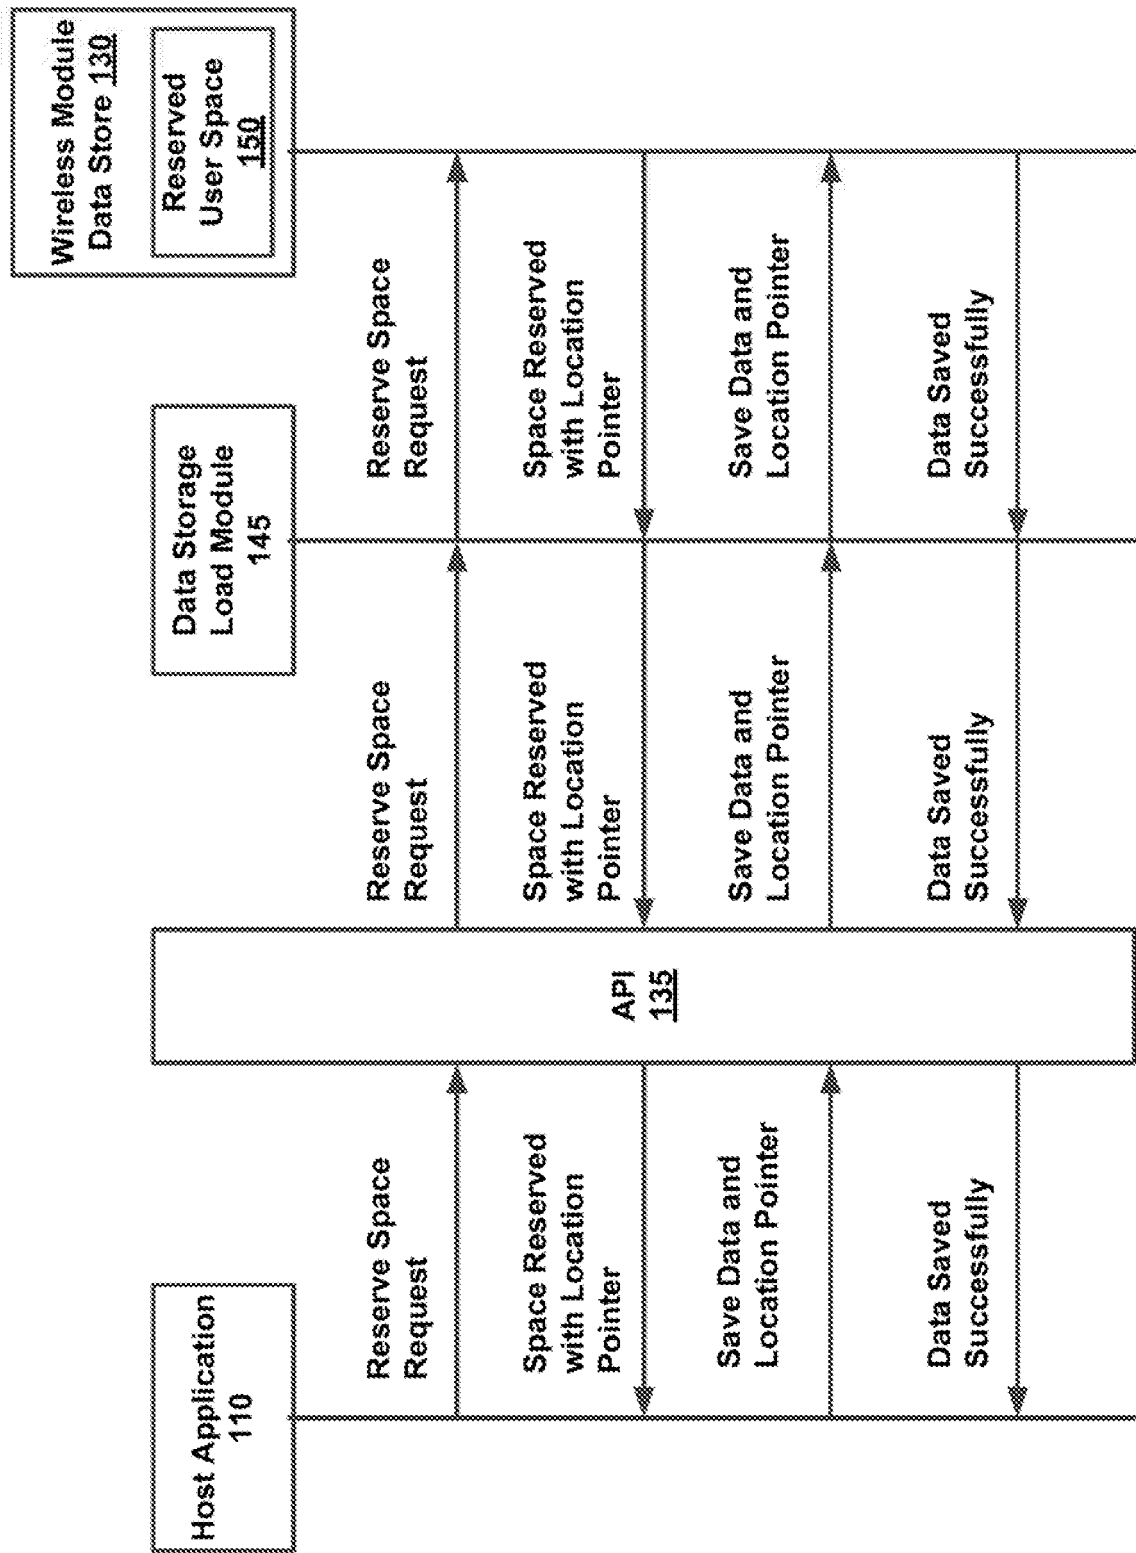 Host Application
110
API
135
Data Storage
Load Module
145
Wireless Module
Data Store 130
Reserved
User Space
150
Reserve Space
Request
Reserve Space
Request
Reserve Space
Request
Space Reserved
with Location
Pointer
Space Reserved
with Location
Pointer
Space Reserved
with Location
Pointer
Save Data and
Location Pointer
Save Data and
Location Pointer
Save Data and
Location Pointer
Data Saved
Successfully
Data Saved
Successfully
Data Saved
Successfully